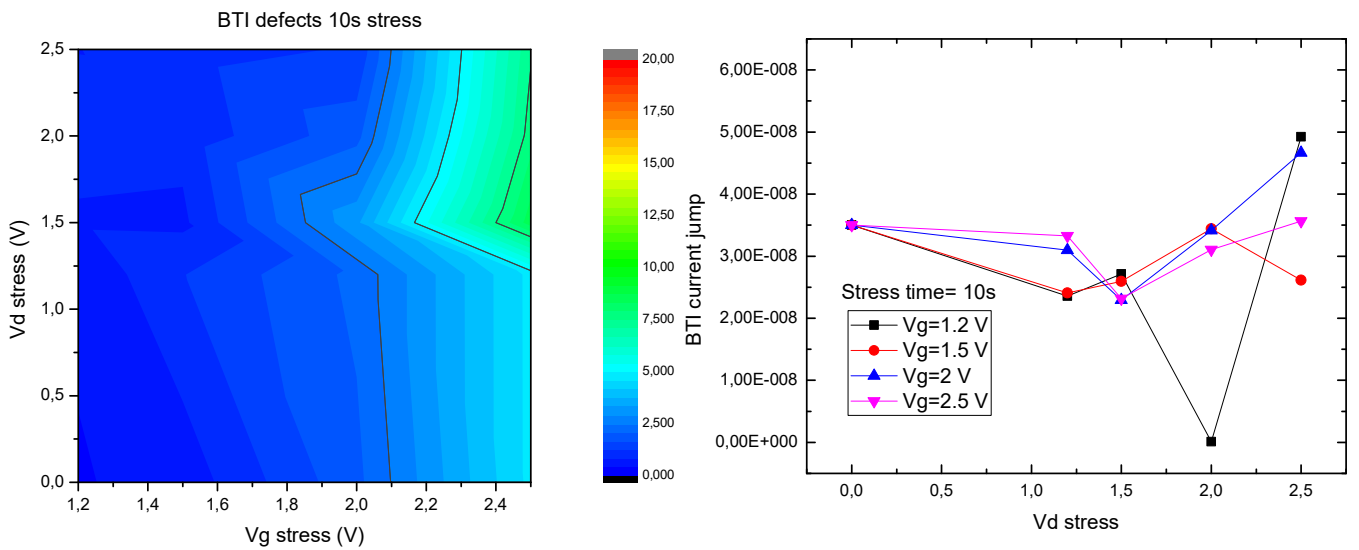 BTI defects 10s stress
2,5
2,0
1,5
1,0
0,5
0,0
Vd stress (V)
1,2 1,4 1,6 1,8 2,0 2,2 2,4
Vg stress (V)
20,00
17,50
15,00
12,50
10,00
7,500
5,000
2,500
0,000
BTI current jump
6,00E-008
5,00E-008
4,00E-008
3,00E-008
2,00E-008
1,00E-008
0,00E+000
Stress time= 10s
Vg=1.2 V
Vg=1.5 V
Vg=2 V
Vg=2.5 V
0,0 0,5 1,0 1,5 2,0 2,5
Vd stress